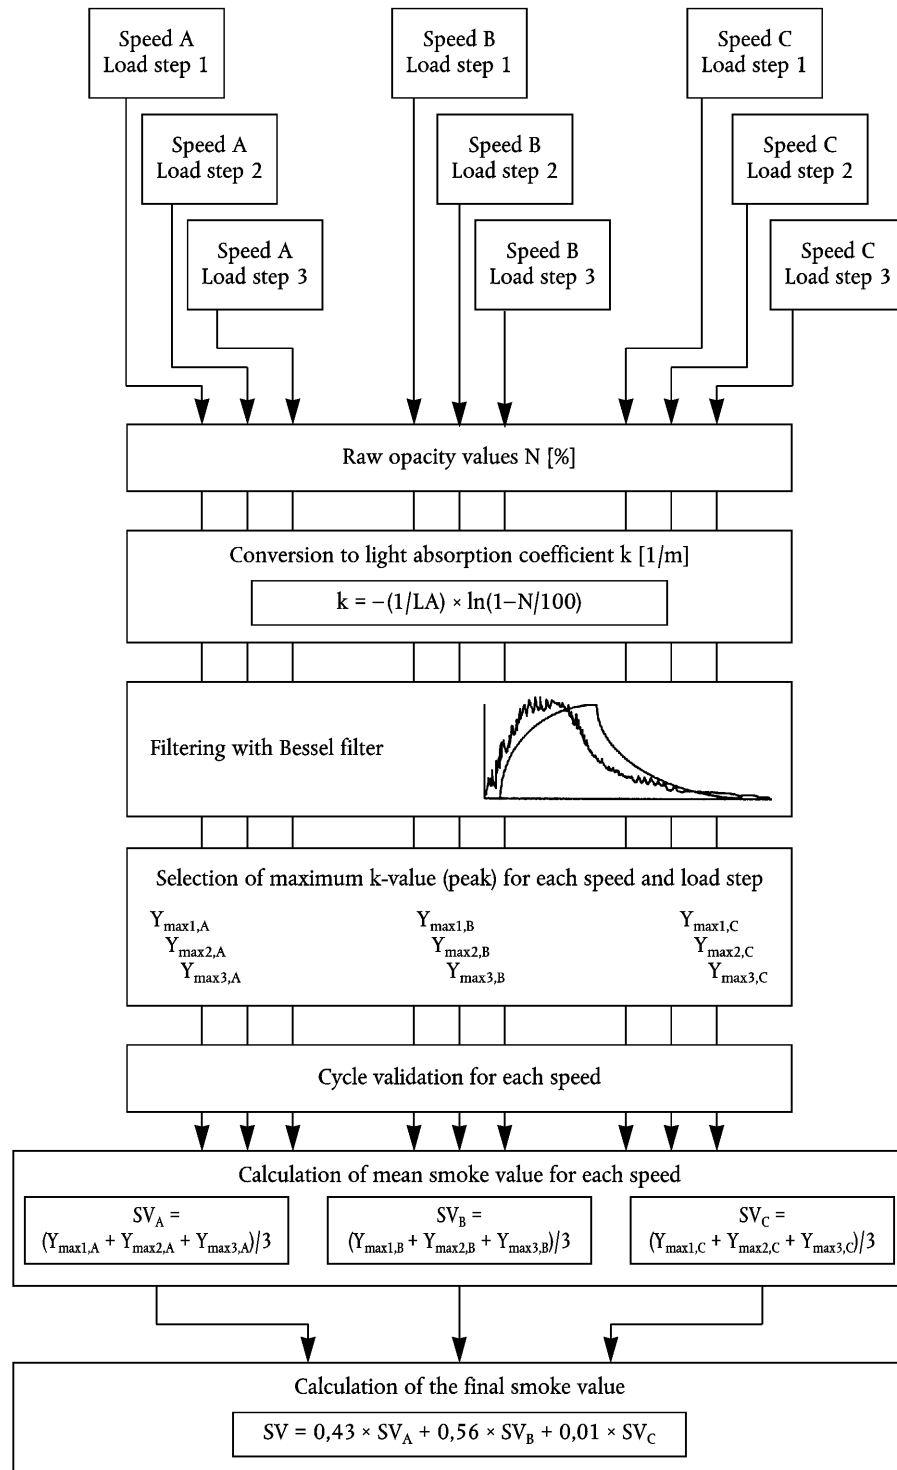 Speed A
Load step 1
Speed B
Load step 1
Speed C
Load step 1
Speed A
Load step 2
Speed B
Load step 2
Speed C
Load step 2
Speed A
Load step 3
Speed B
Load step 3
Speed C
Load step 3
Raw opacity values N [%]
Conversion to light absorption coefficient k [1/m]
k = −(1/LA) × ln(1−N/100)
Filtering with Bessel filter
Selection of maximum k-value (peak) for each speed and load step
Ymax1,A Ymax1,B Ymax1,C
Ymax2,A Ymax2,B Ymax2,C
Ymax3,A Ymax3,B Ymax3,C
Cycle validation for each speed
Calculation of mean smoke value for each speed
SVA =
(Ymax1,A + Ymax2,A + Ymax3,A)/3
SVB =
(Ymax1,B + Ymax2,B + Ymax3,B)/3
SVC =
(Ymax1,C + Ymax2,C + Ymax3,C)/3
Calculation of the final smoke value
SV = 0,43 × SVA + 0,56 × SVB + 0,01 × SVC